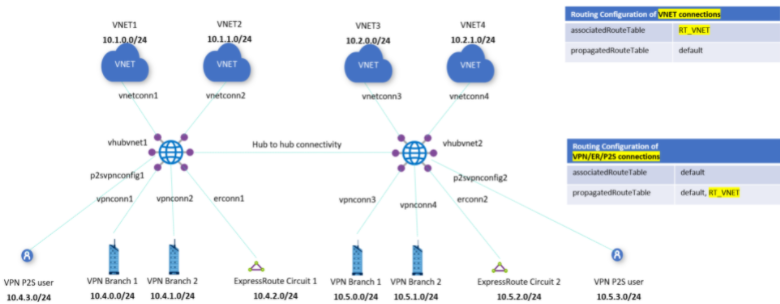 VNET1
10.1.0.0/24
VNET2
10.1.1.0/24
VNET3
10.2.0.0/24
VNET4
10.2.1.0/24
VNET
VNET
VNET
VNET
vnetconn1
vnetconn2
vnetconn3
vnetconn4
vhubvnet1
Hub to hub connectivity
vhubvnet2
p2svpnconfig1
p2svpnconfig2
vpnconn1
vpnconn2
erconn1
vpnconn3
vpnconn4
erconn2
VPN P2S user
10.4.3.0/24
VPN Branch 1
10.4.0.0/24
VPN Branch 2
10.4.1.0/24
ExpressRoute Circuit 1
10.4.2.0/24
VPN Branch 1
10.5.0.0/24
VPN Branch 2
10.5.1.0/24
ExpressRoute Circuit 2
10.5.2.0/24
VPN P2S user
10.5.3.0/24
Routing Configuration of VNET connections
associatedRouteTable RT_VNET
propagatedRouteTable default
Routing Configuration of
VPN/ER/P2S connections
associatedRouteTable default
propagatedRouteTable default, RT_VNET